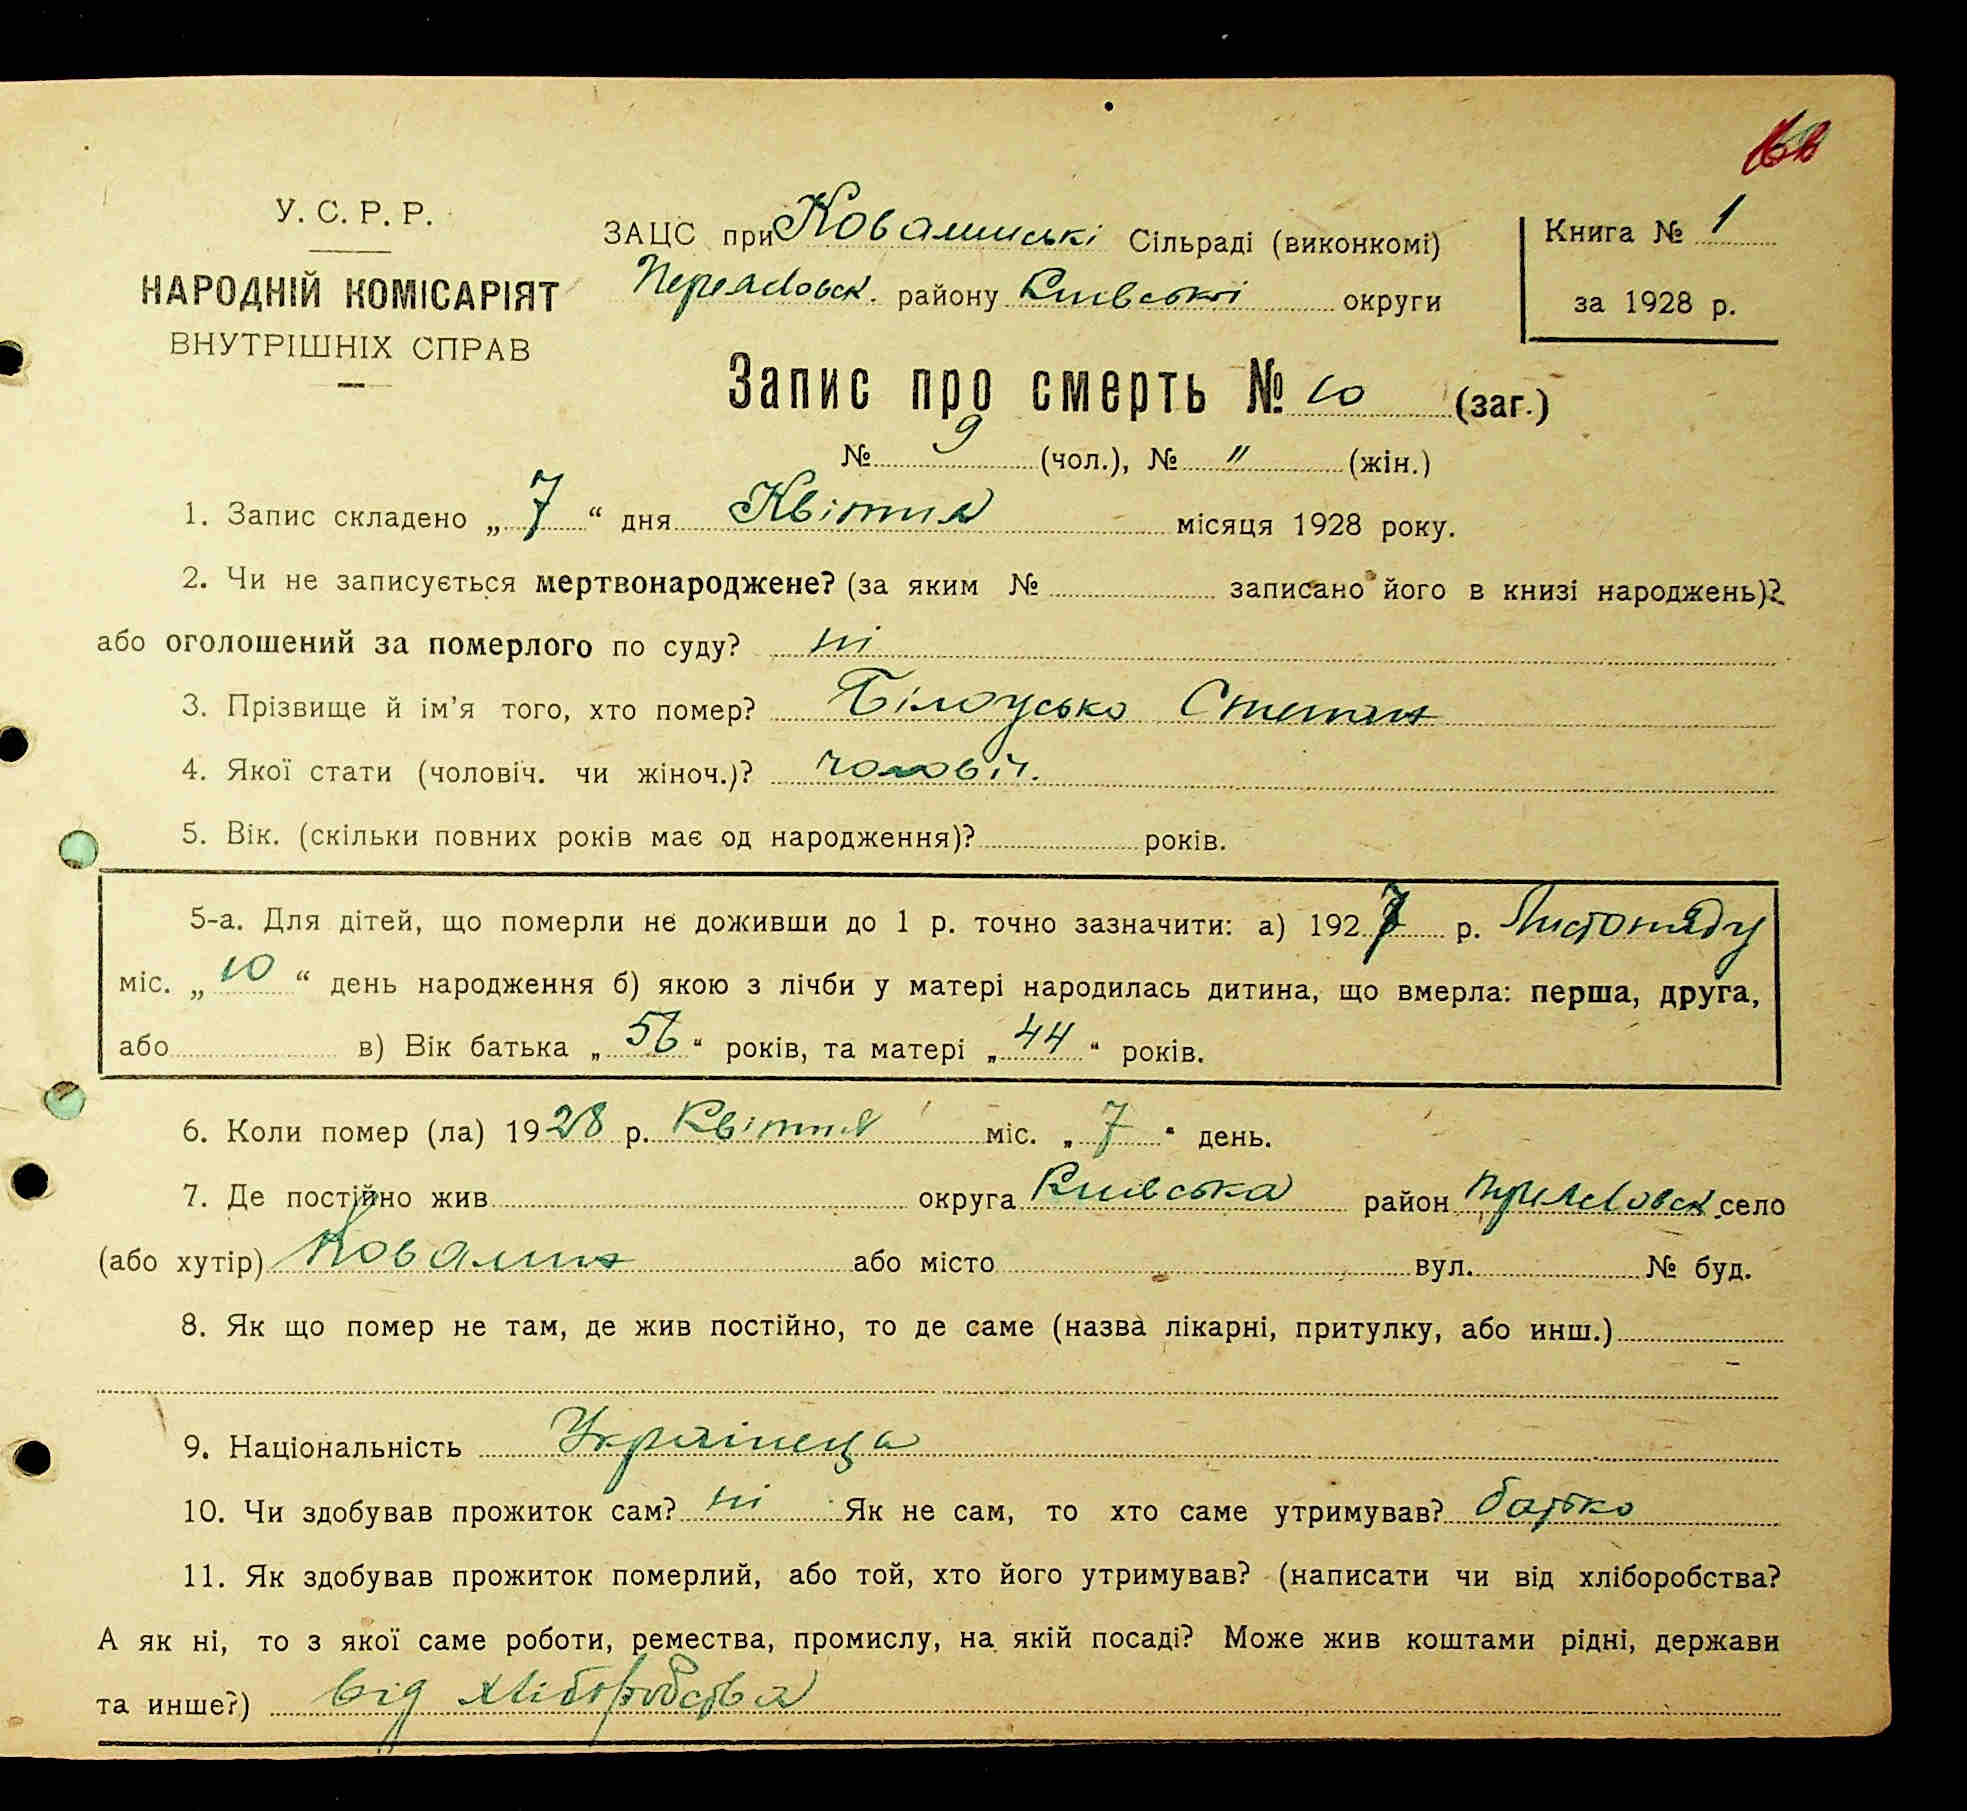 У. С. Р. Р.
НАРОДНІЙ КОМІСАРІЯТ
ВНУТРІШНІХ СПРАВ
ЗАЦС при Ковалинські Сільраді (виконкомі)
Переясловськ. району Київської округи
Книга № 1
за 1928 р.
Запис про смерть № 10 (заг.)
№ 9 (чол.), № " (жін.)
1. Запис складено „ 7 “ дня Квітня місяця 1928 року.
2. Чи не записується мертвонароджене? (за яким № записано його в книзі народжень)?
або оголошений за померлого по суду? ні
3. Прізвище й ім'я того, хто помер? Білоусько Степан
4. Якої стати (чоловіч. чи жіноч.)? чоловіч.
5. Вік. (скільки повних років має од народження)? років.
5-а. Для дітей, що померли не доживши до 1 р. точно зазначити: а) 1927 р. Листопаду
міс. „ 10 “ день народження б) якою з лічби у матері народилась дитина, що вмерла: перша, друга,
або в) Вік батька „ 56 “ років, та матері „ 44 “ років.
6. Коли помер (ла) 1928 р. Квітня міс. „ 7 “ день.
7. Де постійно жив округа Київська район Переясловськ село
(або хутір) Ковалин або місто вул. № буд.
8. Як що помер не там, де жив постійно, то де саме (назва лікарні, притулку, або инш.)
9. Національність Українець
10. Чи здобував прожиток сам? ні Як не сам, то хто саме утримував? батько
11. Як здобував прожиток померлий, або той, хто його утримував? (написати чи від хліборобства?
А як ні, то з якої саме роботи, ремества, промислу, на якій посаді? Може жив коштами рідні, держави
та инше?) від хліборобства